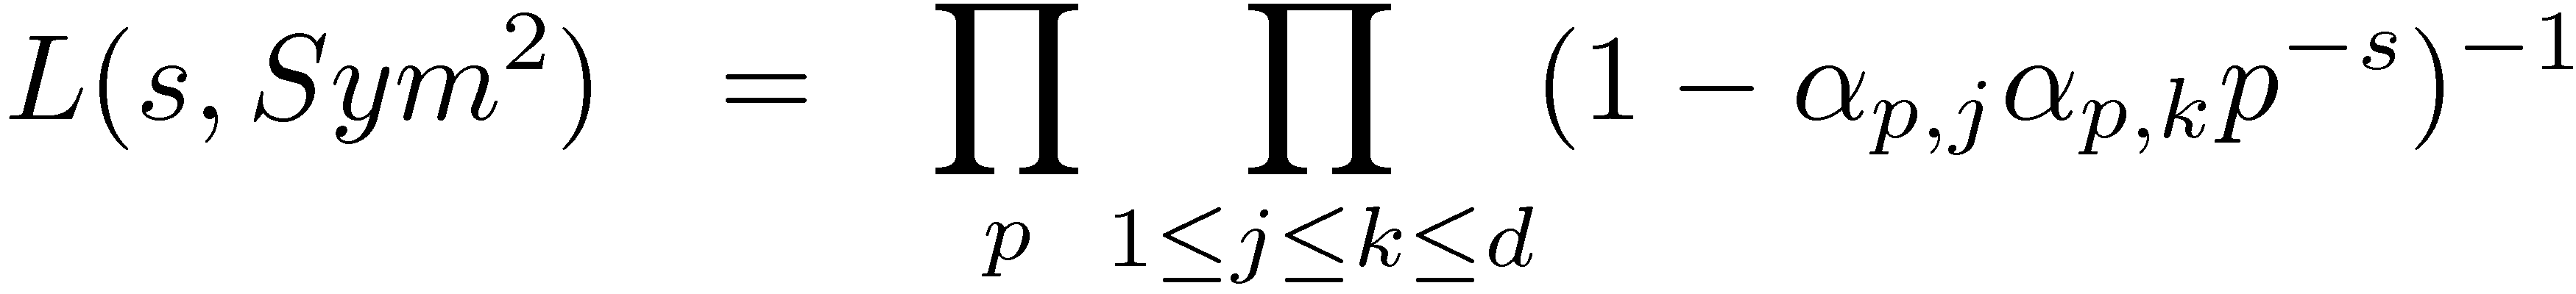 L(s, Sym^2) = ∏_p ∏_{1≤j≤k≤d} (1 − α_{p,j}α_{p,k}p^{−s})^{−1}